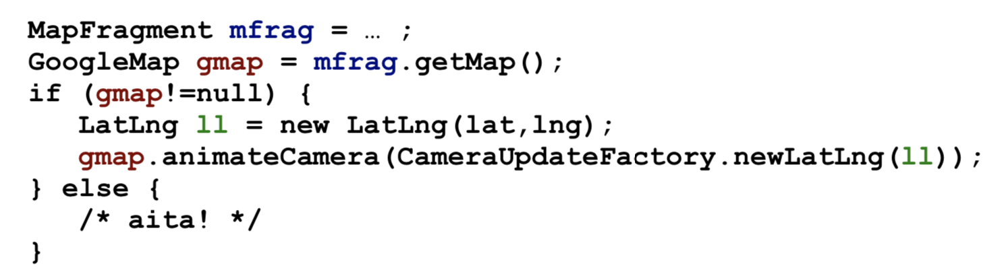 MapFragment mfrag = … ;
GoogleMap gmap = mfrag.getMap();
if (gmap!=null) {
LatLng ll = new LatLng(lat,lng);
gmap.animateCamera(CameraUpdateFactory.newLatLng(ll));
} else {
/* aita! */
}